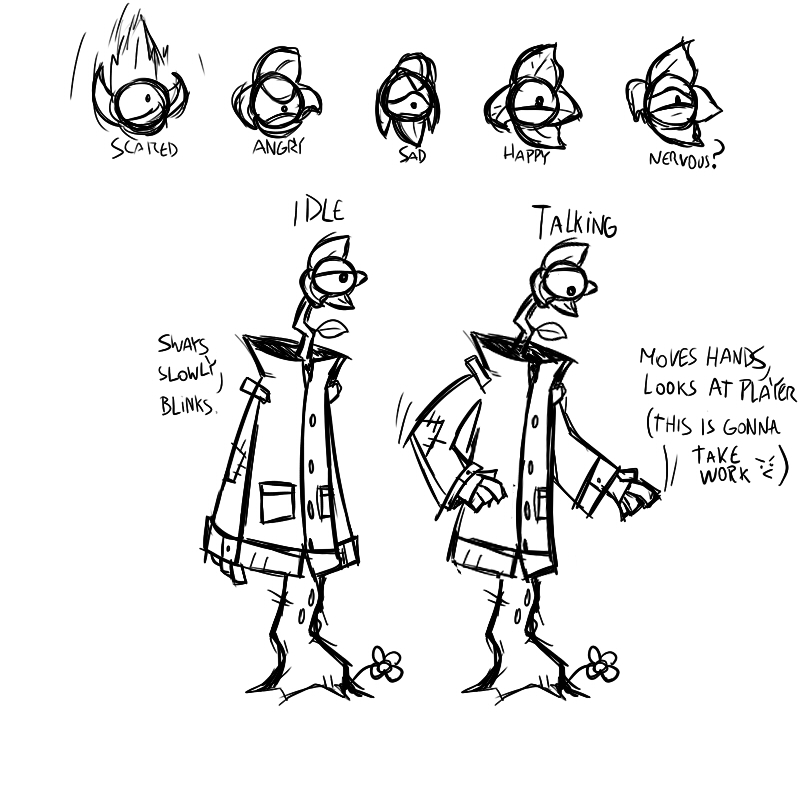 SCARED
ANGRY
SAD
HAPPY
NERVOUS?
IDLE
TALKING
SWAYS
SLOWLY,
BLINKS.
MOVES HANDS,
LOOKS AT PLAYER
(THIS IS GONNA
TAKE
WORK :<)